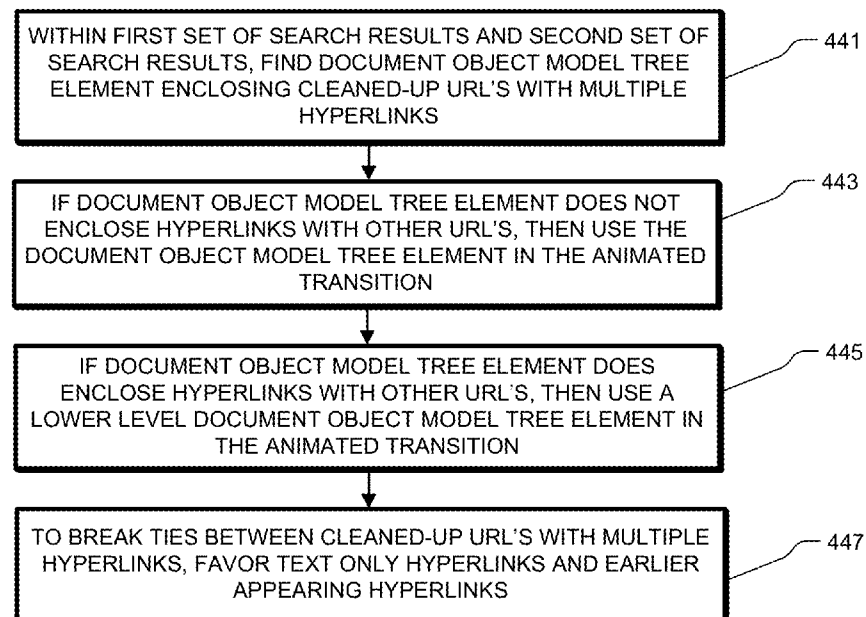 WITHIN FIRST SET OF SEARCH RESULTS AND SECOND SET OF
SEARCH RESULTS, FIND DOCUMENT OBJECT MODEL TREE
ELEMENT ENCLOSING CLEANED-UP URL'S WITH MULTIPLE
HYPERLINKS
441
IF DOCUMENT OBJECT MODEL TREE ELEMENT DOES NOT
ENCLOSE HYPERLINKS WITH OTHER URL'S, THEN USE THE
DOCUMENT OBJECT MODEL TREE ELEMENT IN THE ANIMATED
TRANSITION
443
IF DOCUMENT OBJECT MODEL TREE ELEMENT DOES
ENCLOSE HYPERLINKS WITH OTHER URL'S, THEN USE A
LOWER LEVEL DOCUMENT OBJECT MODEL TREE ELEMENT IN
THE ANIMATED TRANSITION
445
TO BREAK TIES BETWEEN CLEANED-UP URL'S WITH MULTIPLE
HYPERLINKS, FAVOR TEXT ONLY HYPERLINKS AND EARLIER
APPEARING HYPERLINKS
447